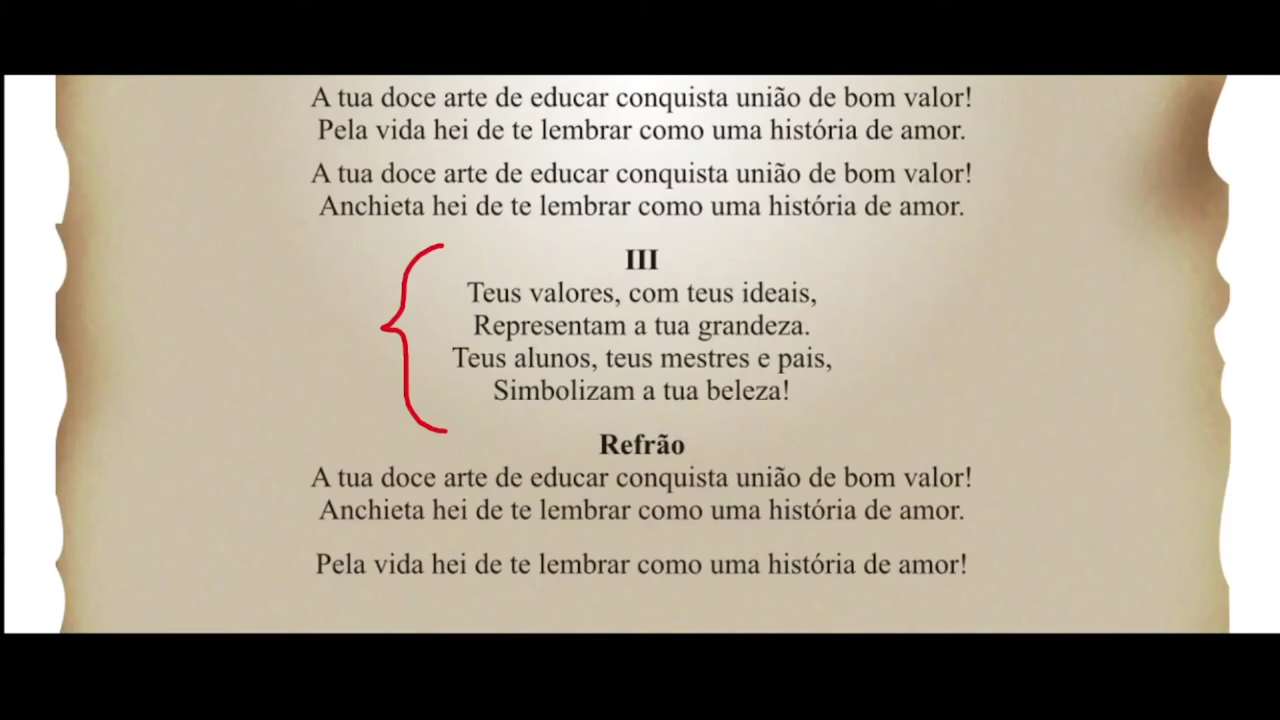 A tua doce arte de educar conquista união de bom valor!
Pela vida hei de te lembrar como uma história de amor.
A tua doce arte de educar conquista união de bom valor!
Anchieta hei de te lembrar como uma história de amor.
III
Teus valores, com teus ideais,
Representam a tua grandeza.
Teus alunos, teus mestres e pais,
Simbolizam a tua beleza!
Refrão
A tua doce arte de educar conquista união de bom valor!
Anchieta hei de te lembrar como uma história de amor.
Pela vida hei de te lembrar como uma história de amor!